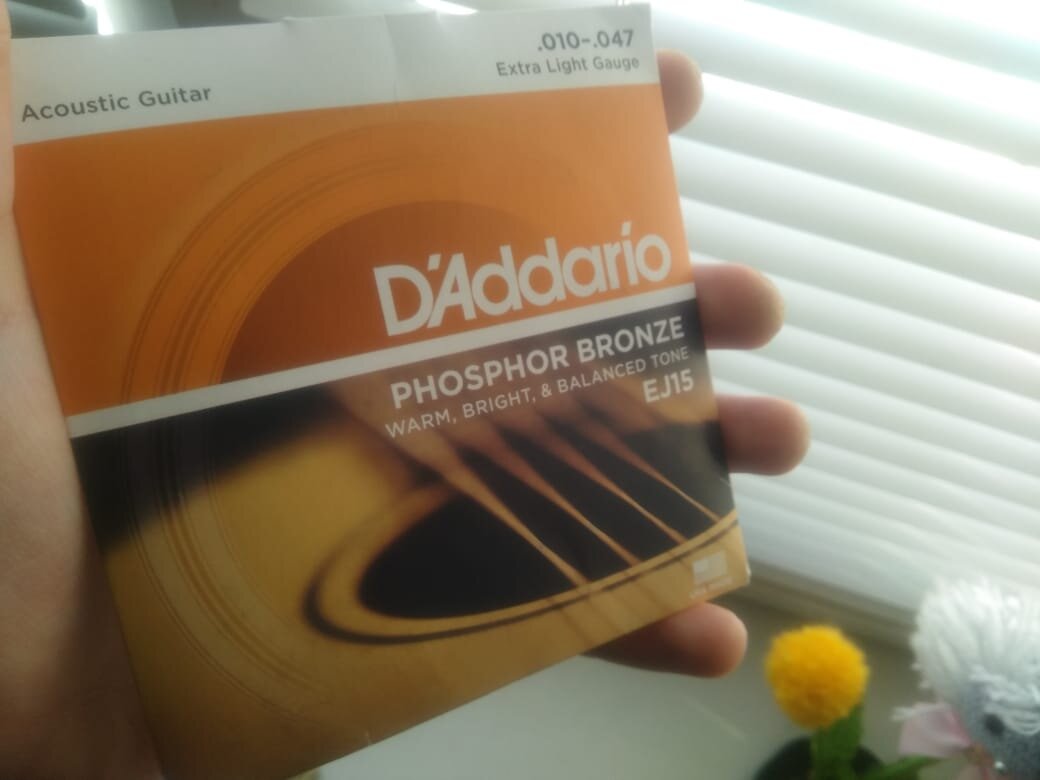 Acoustic Guitar
.010-.047
Extra Light Gauge
D'Addario
PHOSPHOR BRONZE
WARM, BRIGHT, & BALANCED TONE
EJ15